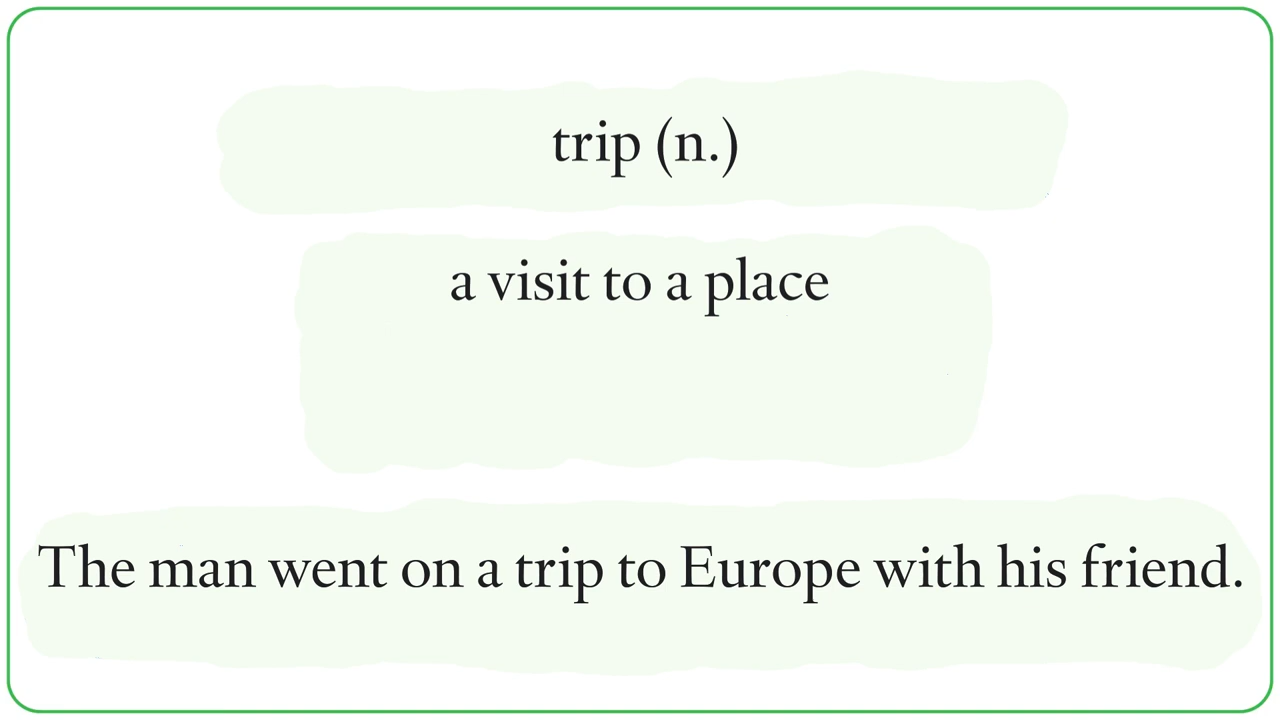 trip (n.)
a visit to a place
The man went on a trip to Europe with his friend.